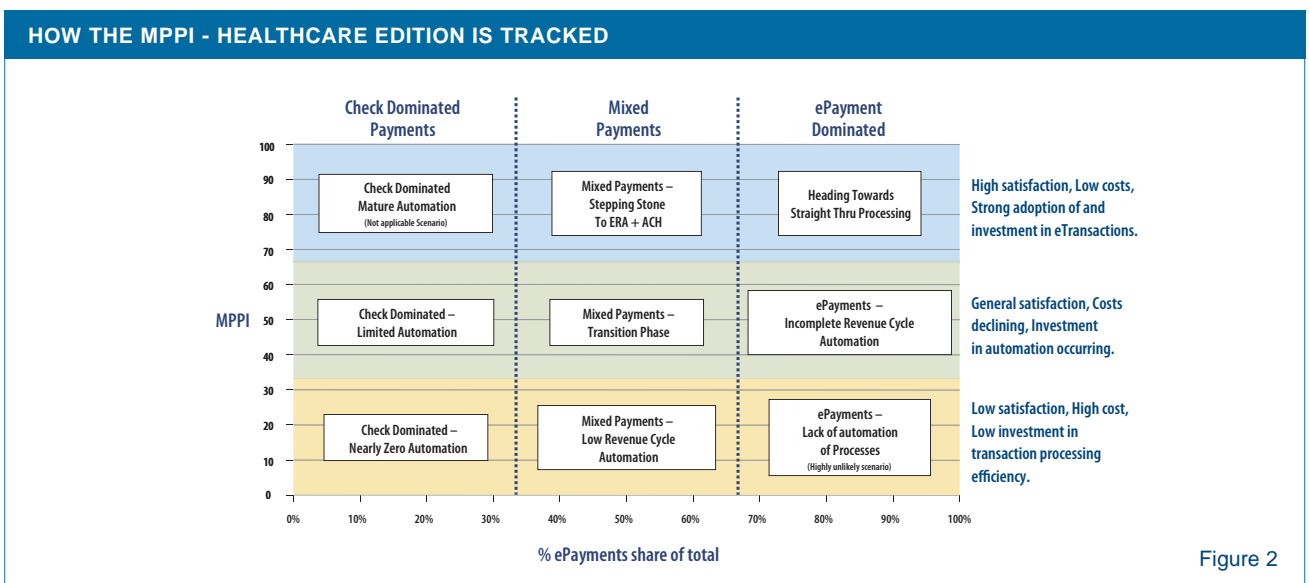 HOW THE MPPI - HEALTHCARE EDITION IS TRACKED
Check Dominated
Payments
Mixed
Payments
ePayment
Dominated
100
90
80
70
60
50
40
30
20
10
0
MPPI
Check Dominated
Mature Automation
(Not applicable Scenario)
Mixed Payments –
Stepping Stone
To ERA + ACH
Heading Towards
Straight Thru Processing
High satisfaction, Low costs,
Strong adoption of and
investment in eTransactions.
Check Dominated –
Limited Automation
Mixed Payments –
Transition Phase
ePayments –
Incomplete Revenue Cycle
Automation
General satisfaction, Costs
declining, Investment
in automation occurring.
Check Dominated –
Nearly Zero Automation
Mixed Payments –
Low Revenue Cycle
Automation
ePayments –
Lack of automation
of Processes
(Highly unlikely scenario)
Low satisfaction, High cost,
Low investment in
transaction processing
efficiency.
0% 10% 20% 30% 40% 50% 60% 70% 80% 90% 100%
% ePayments share of total
Figure 2